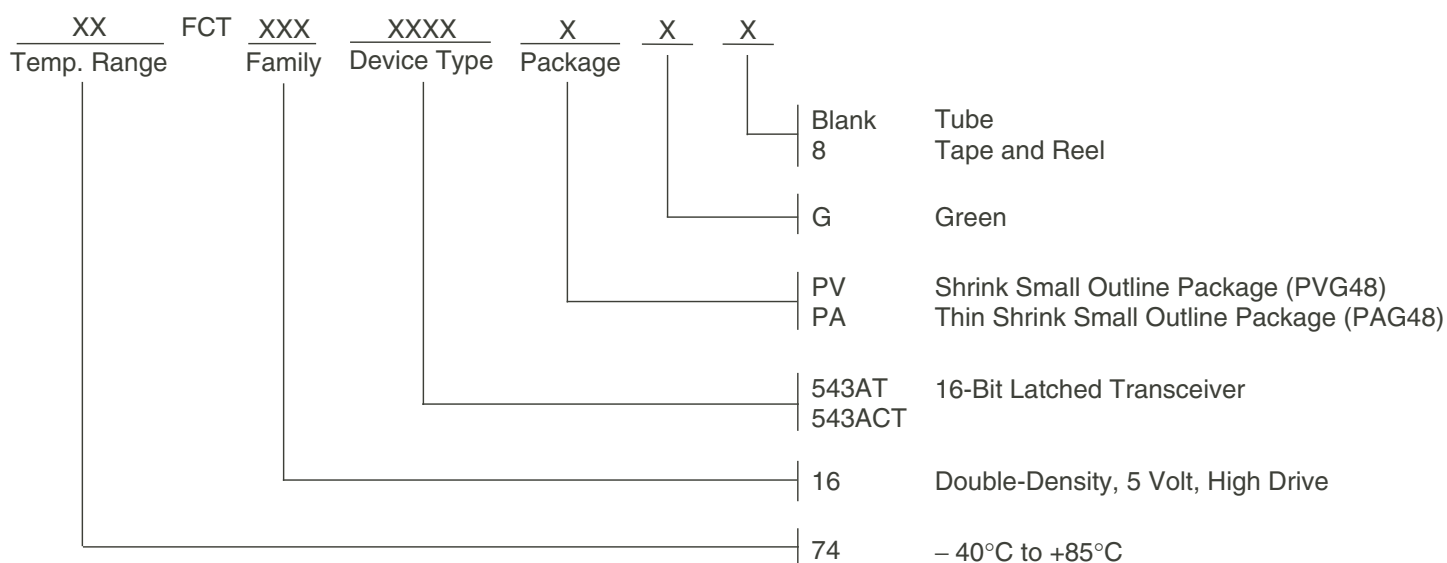 XX FCT XXX XXXX X X X
Temp. Range Family Device Type Package
Blank Tube
8 Tape and Reel
G Green
PV Shrink Small Outline Package (PVG48)
PA Thin Shrink Small Outline Package (PAG48)
543AT 16-Bit Latched Transceiver
543ACT
16 Double-Density, 5 Volt, High Drive
74 – 40°C to +85°C